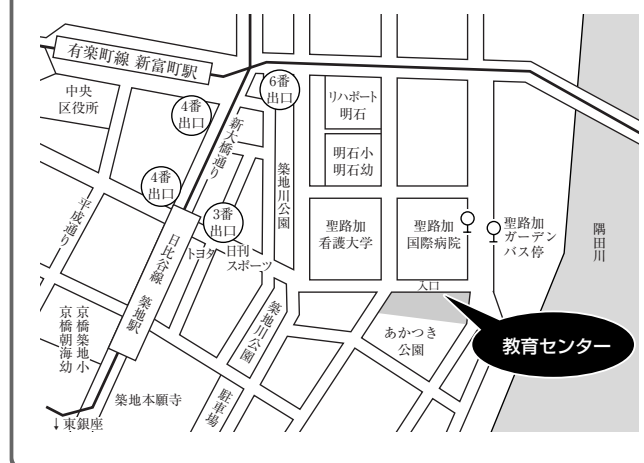 有楽町線 新富町駅
中央
区役所
4番
出口
6番
出口
リハポート
明石
新大橋通り
築地川公園
明石小
明石幼
4番
出口
3番
出口
平成通り
日比谷線 築地駅
トヨタ
日刊
スポーツ
聖路加
看護大学
聖路加
国際病院
聖路加
ガーデン
バス停
隅田川
入口
京橋築地小
京橋朝海幼
築地川公園
あかつき
公園
教育センター
築地本願寺
駐車場
↓東銀座